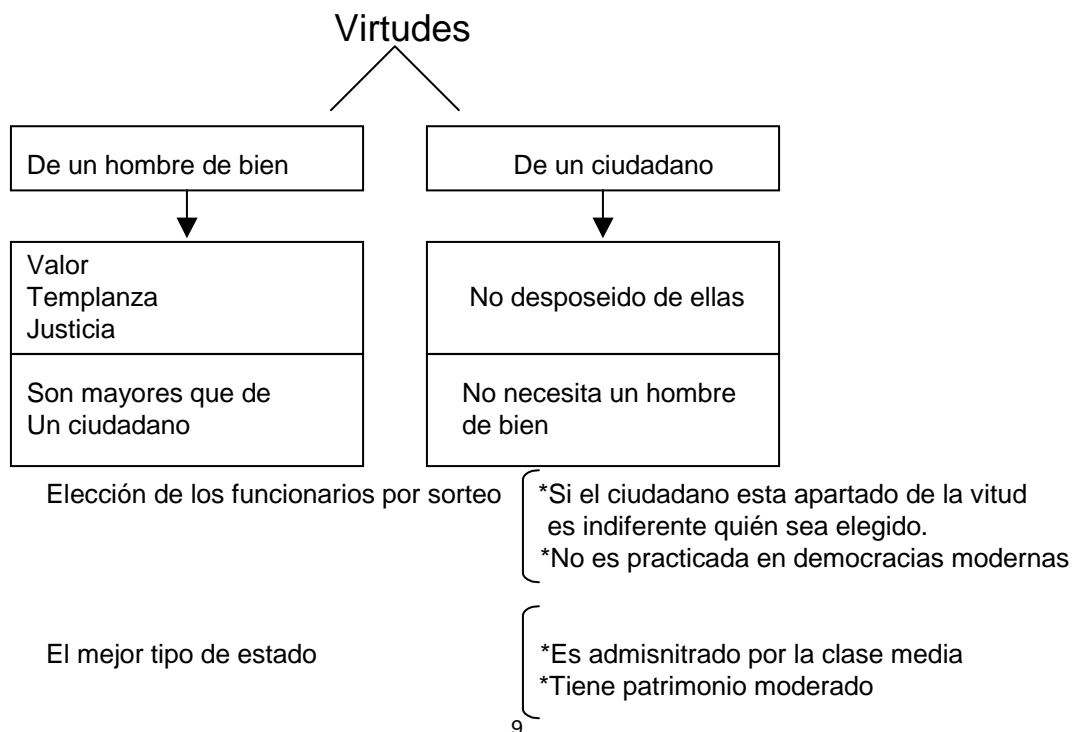 Virtudes
De un hombre de bien
De un ciudadano
Valor
Templanza
Justicia
No desposeido de ellas
Son mayores que de
Un ciudadano
No necesita un hombre
de bien
Elección de los funcionarios por sorteo
*Si el ciudadano esta apartado de la vitud
es indiferente quién sea elegido.
*No es practicada en democracias modernas
El mejor tipo de estado
*Es admisnitrado por la clase media
*Tiene patrimonio moderado
9